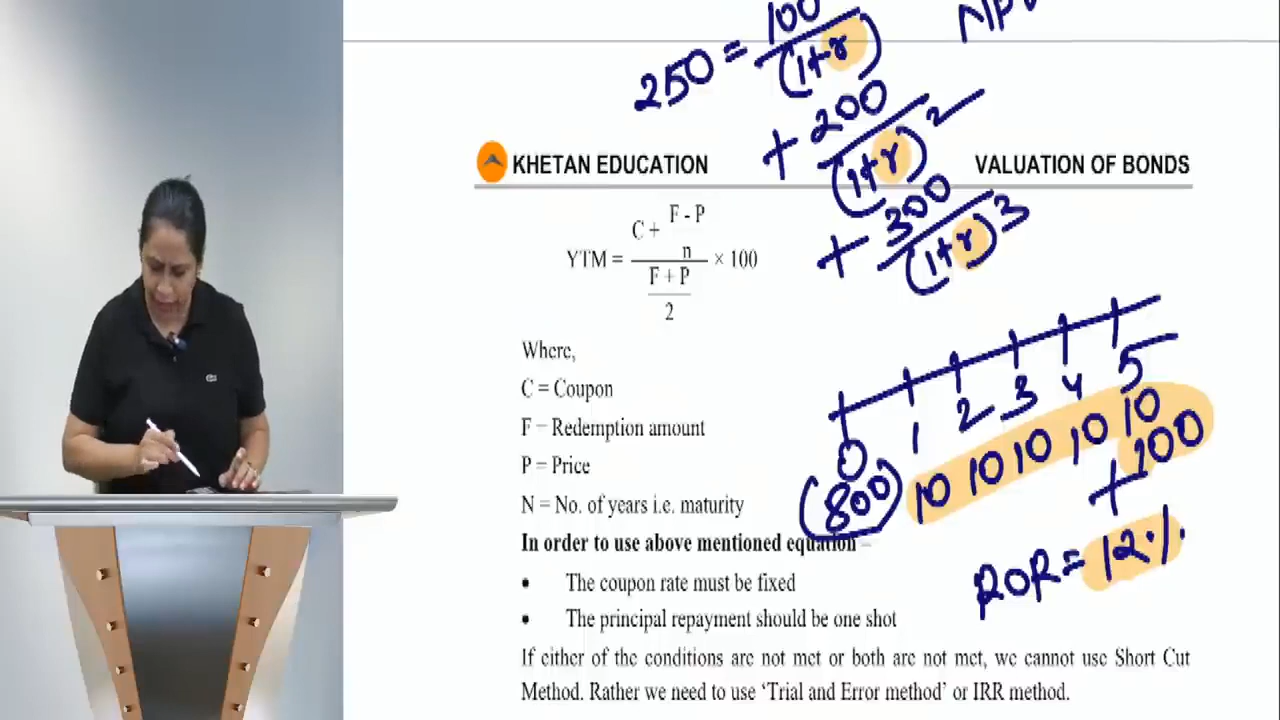 250 = 100
(1+r)
NPV
+ 200
(1+r)2
+ 300
(1+r)3
KHETAN EDUCATION
VALUATION OF BONDS
YTM = C + F - P
n
F + P
2
× 100
Where,
C = Coupon
F – Redemption amount
P = Price
N = No. of years i.e. maturity
In order to use above mentioned equation –
• The coupon rate must be fixed
• The principal repayment should be one shot
If either of the conditions are not met or both are not met, we cannot use Short Cut
Method. Rather we need to use 'Trial and Error method' or IRR method.
0 1 2 3 4 5
(800) 10 10 10 10 10
+ 100
ROR = 12%